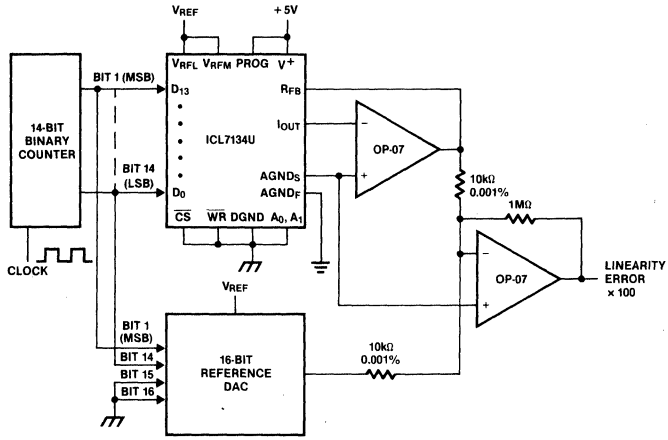 VREF
+5V
VRFL VRFM PROG V+
BIT 1 (MSB)
D13
RFB
14-BIT
BINARY
COUNTER
ICL7134U
IOUT
−
OP-07
+
BIT 14
(LSB)
D0
AGNDS
AGNDF
10kΩ
0.001%
1MΩ
CS WR DGND A0, A1
CLOCK
−
OP-07
+
LINEARITY
ERROR
× 100
VREF
BIT 1
(MSB)
BIT 14
BIT 15
BIT 16
16-BIT
REFERENCE
DAC
10kΩ
0.001%